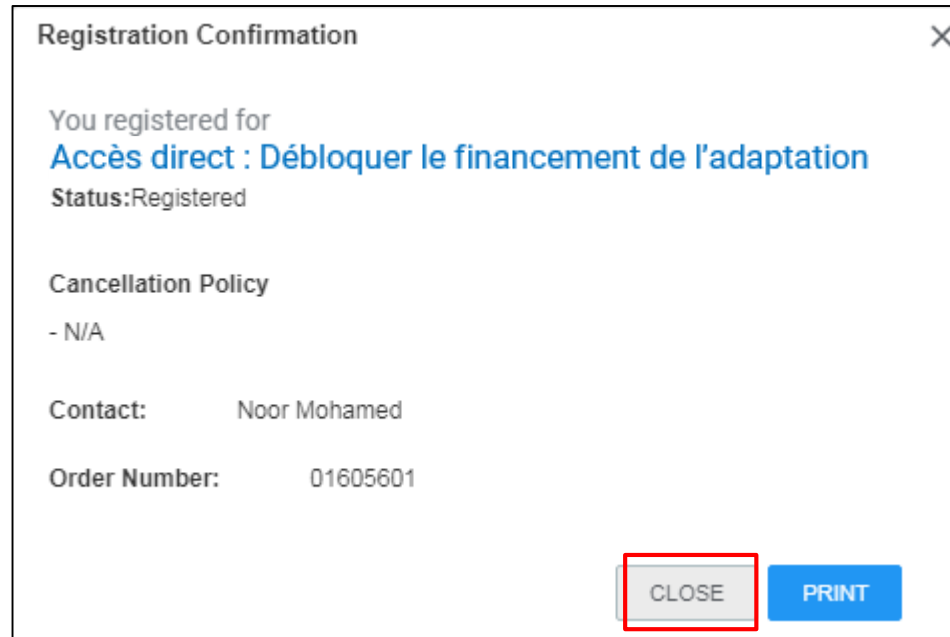 Registration Confirmation
You registered for
Accès direct : Débloquer le financement de l'adaptation
Status:Registered
Cancellation Policy
- N/A
Contact: Noor Mohamed
Order Number: 01605601
CLOSE PRINT